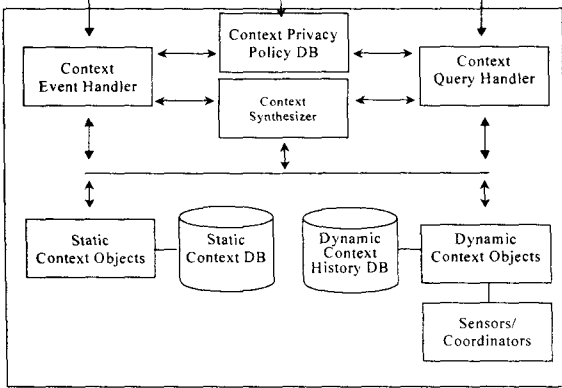 Context Privacy
Policy DB
Context
Event Handler
Context
Query Handler
Context
Synthesizer
Static
Context Objects
Static
Context DB
Dynamic
Context
History DB
Dynamic
Context Objects
Sensors/
Coordinators